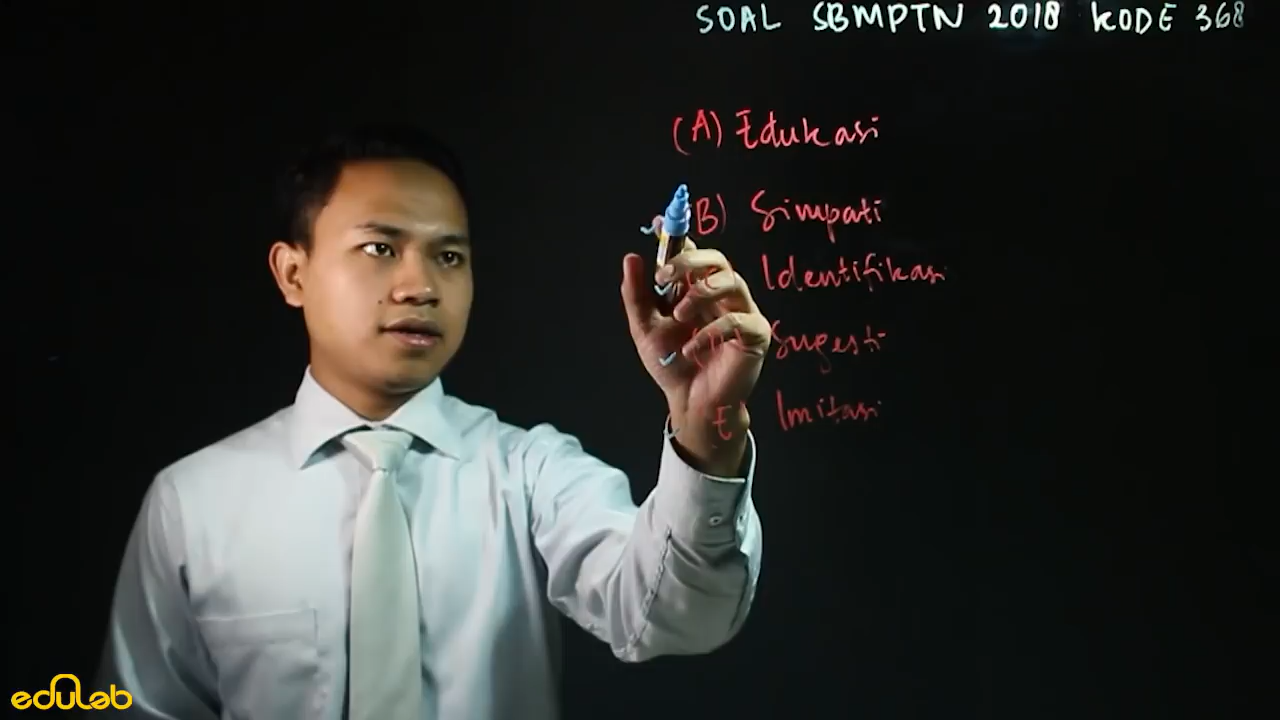 SOAL SBMPTN 2018 KODE 368
(A) Edukasi
B) Simpati
Identifikasi
Sugesti
E Imitasi
edulab